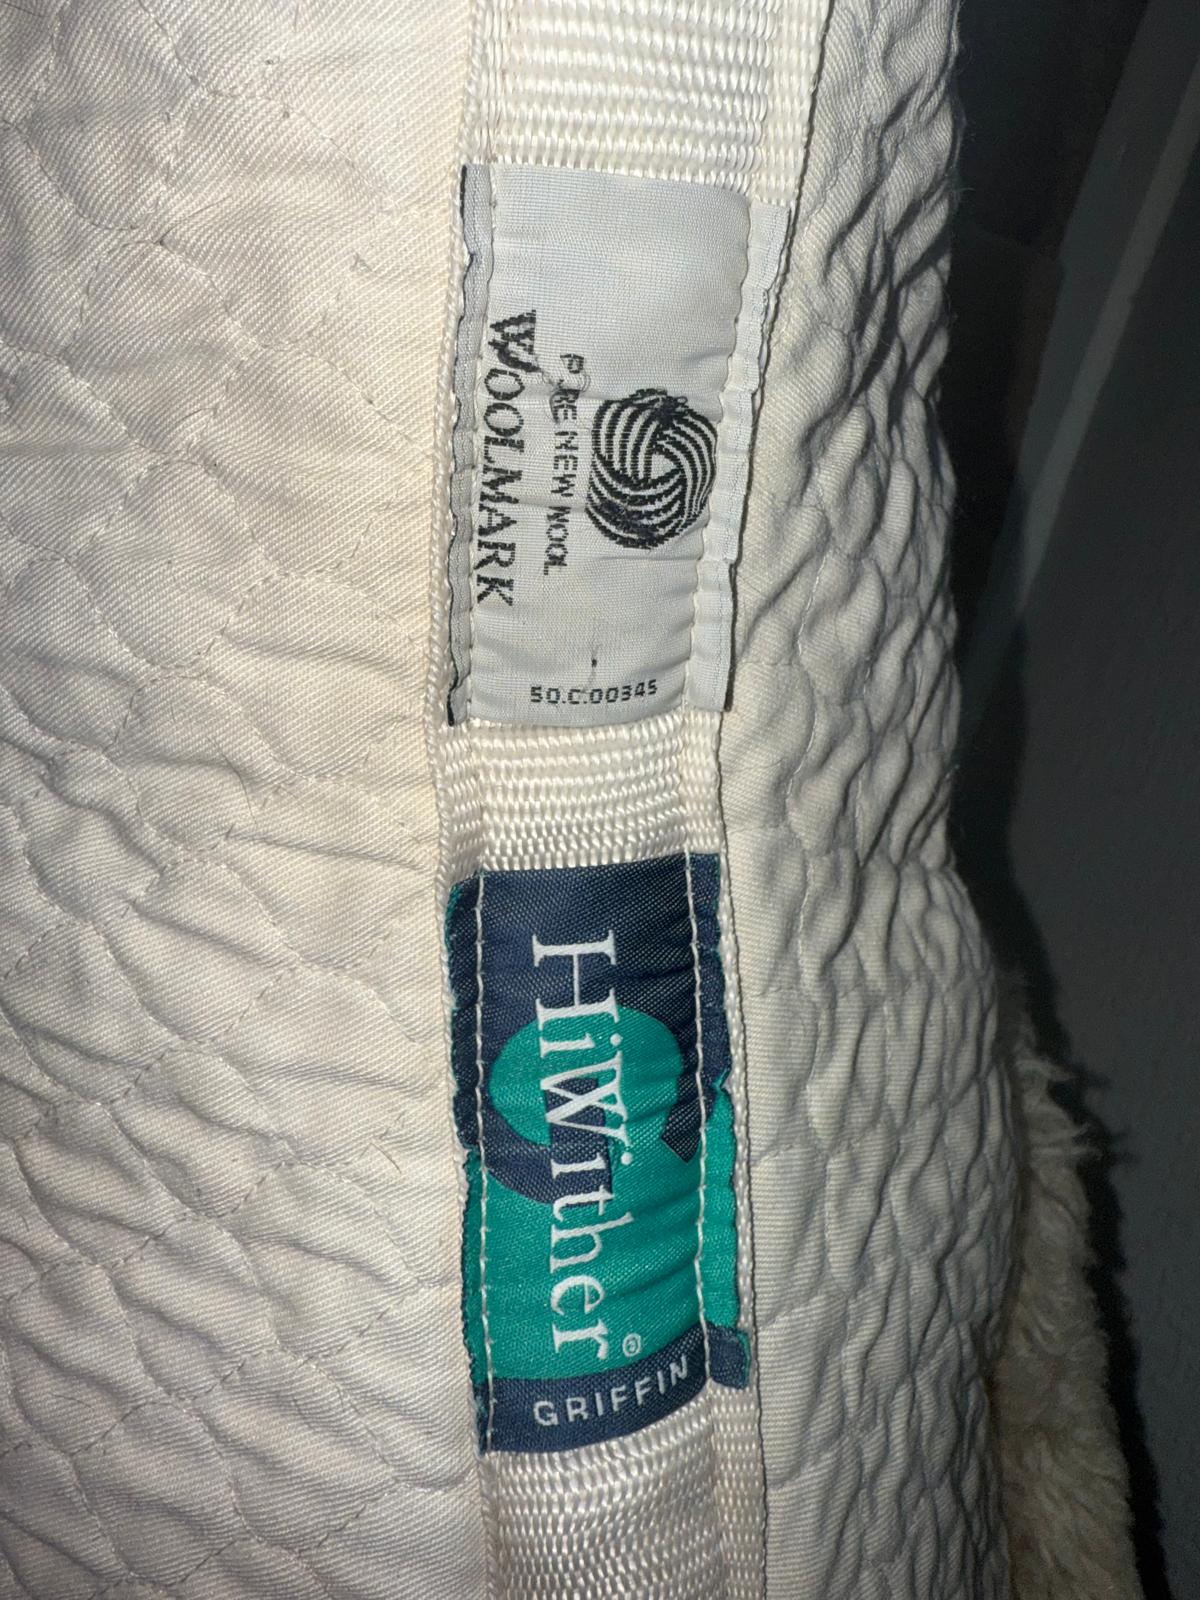 PURE NEW WOOL
WOOLMARK
50.C.00345
HiWither®
GRIFFIN